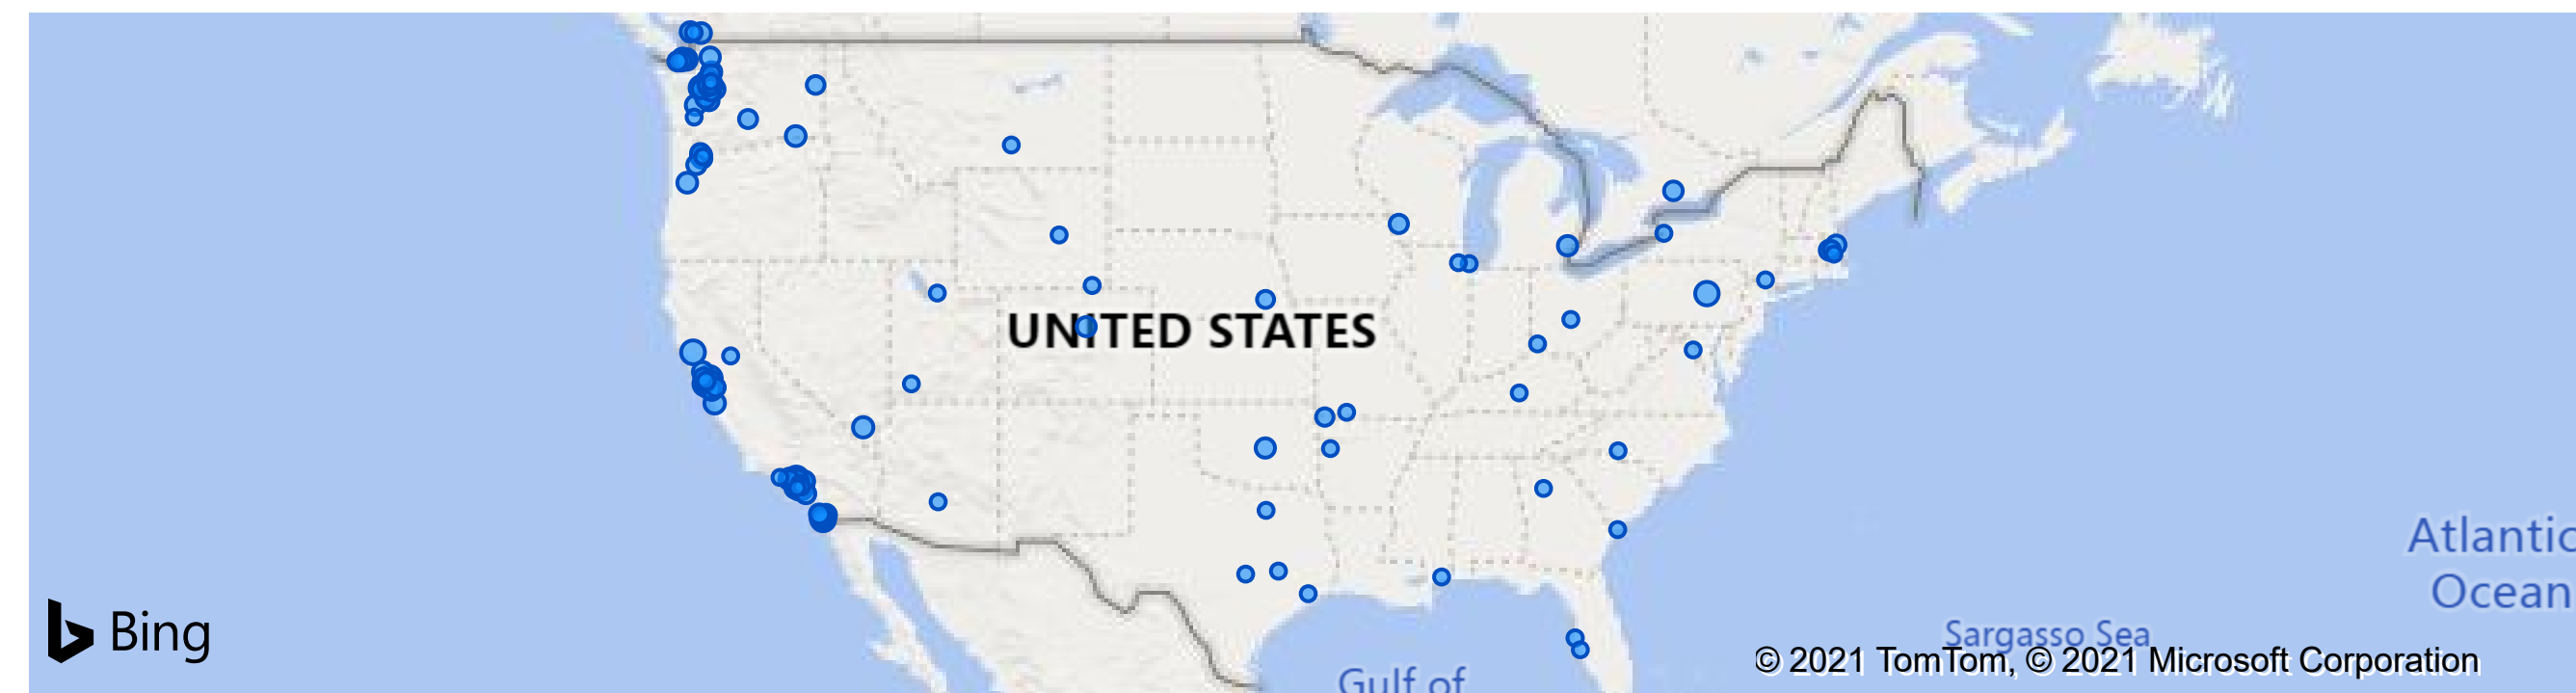 UNITED STATES
Atlantic
Ocean
Bing
Sargasso Sea
© 2021 TomTom, © 2021 Microsoft Corporation
Gulf of